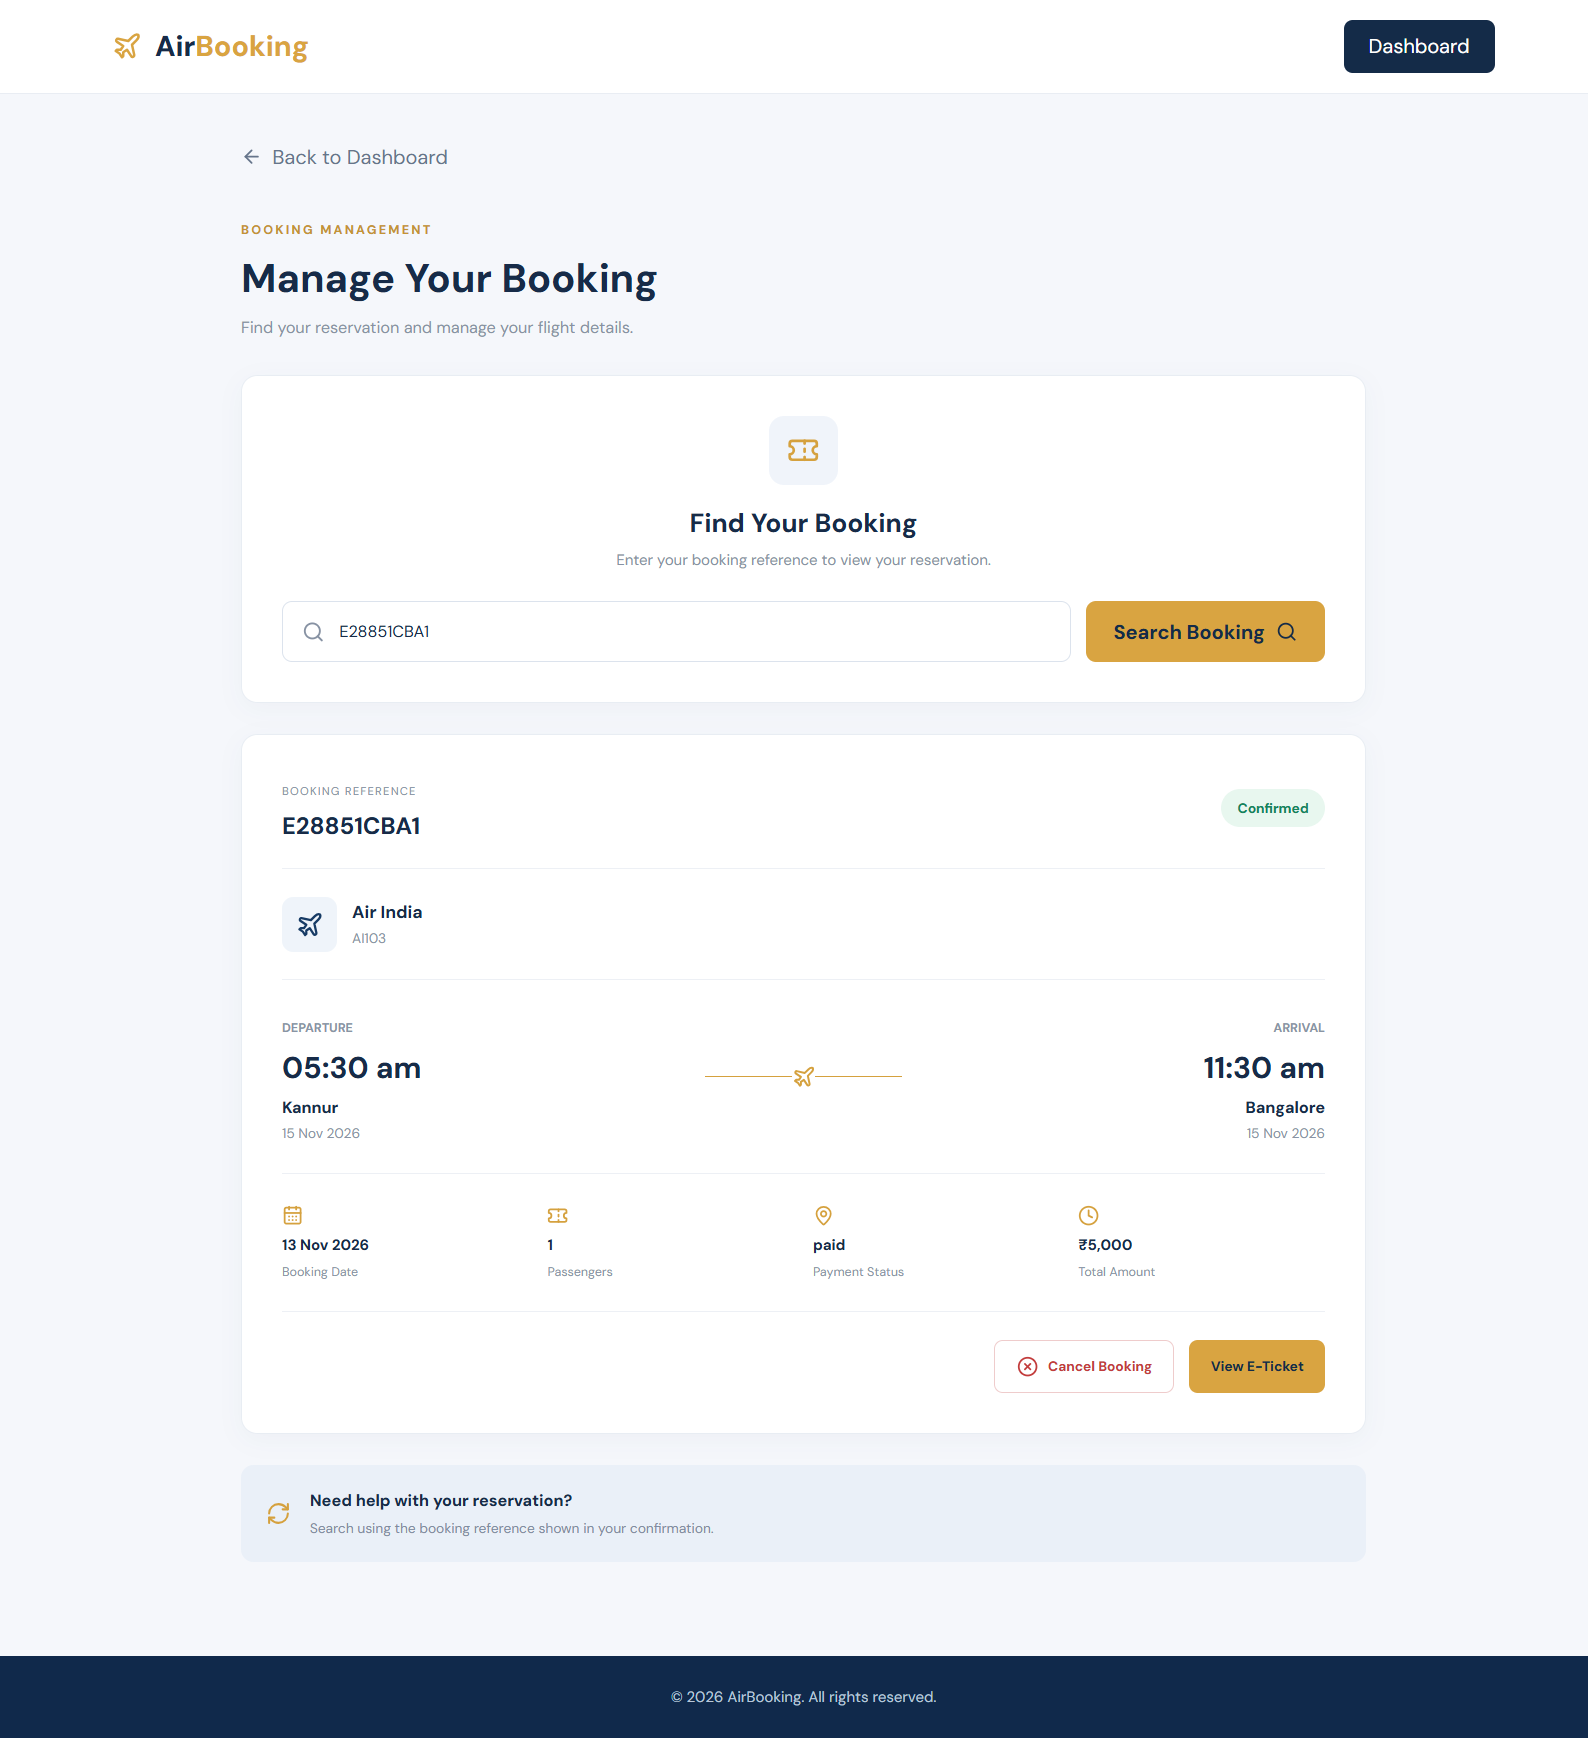 AirBooking
Dashboard
Back to Dashboard
BOOKING MANAGEMENT
Manage Your Booking
Find your reservation and manage your flight details.
Find Your Booking
Enter your booking reference to view your reservation.
E28851CBA1
Search Booking
BOOKING REFERENCE
E28851CBA1
Confirmed
Air India
AI103
DEPARTURE
05:30 am
Kannur
15 Nov 2026
ARRIVAL
11:30 am
Bangalore
15 Nov 2026
13 Nov 2026
Booking Date
1
Passengers
paid
Payment Status
₹5,000
Total Amount
Cancel Booking
View E-Ticket
Need help with your reservation?
Search using the booking reference shown in your confirmation.
© 2026 AirBooking. All rights reserved.